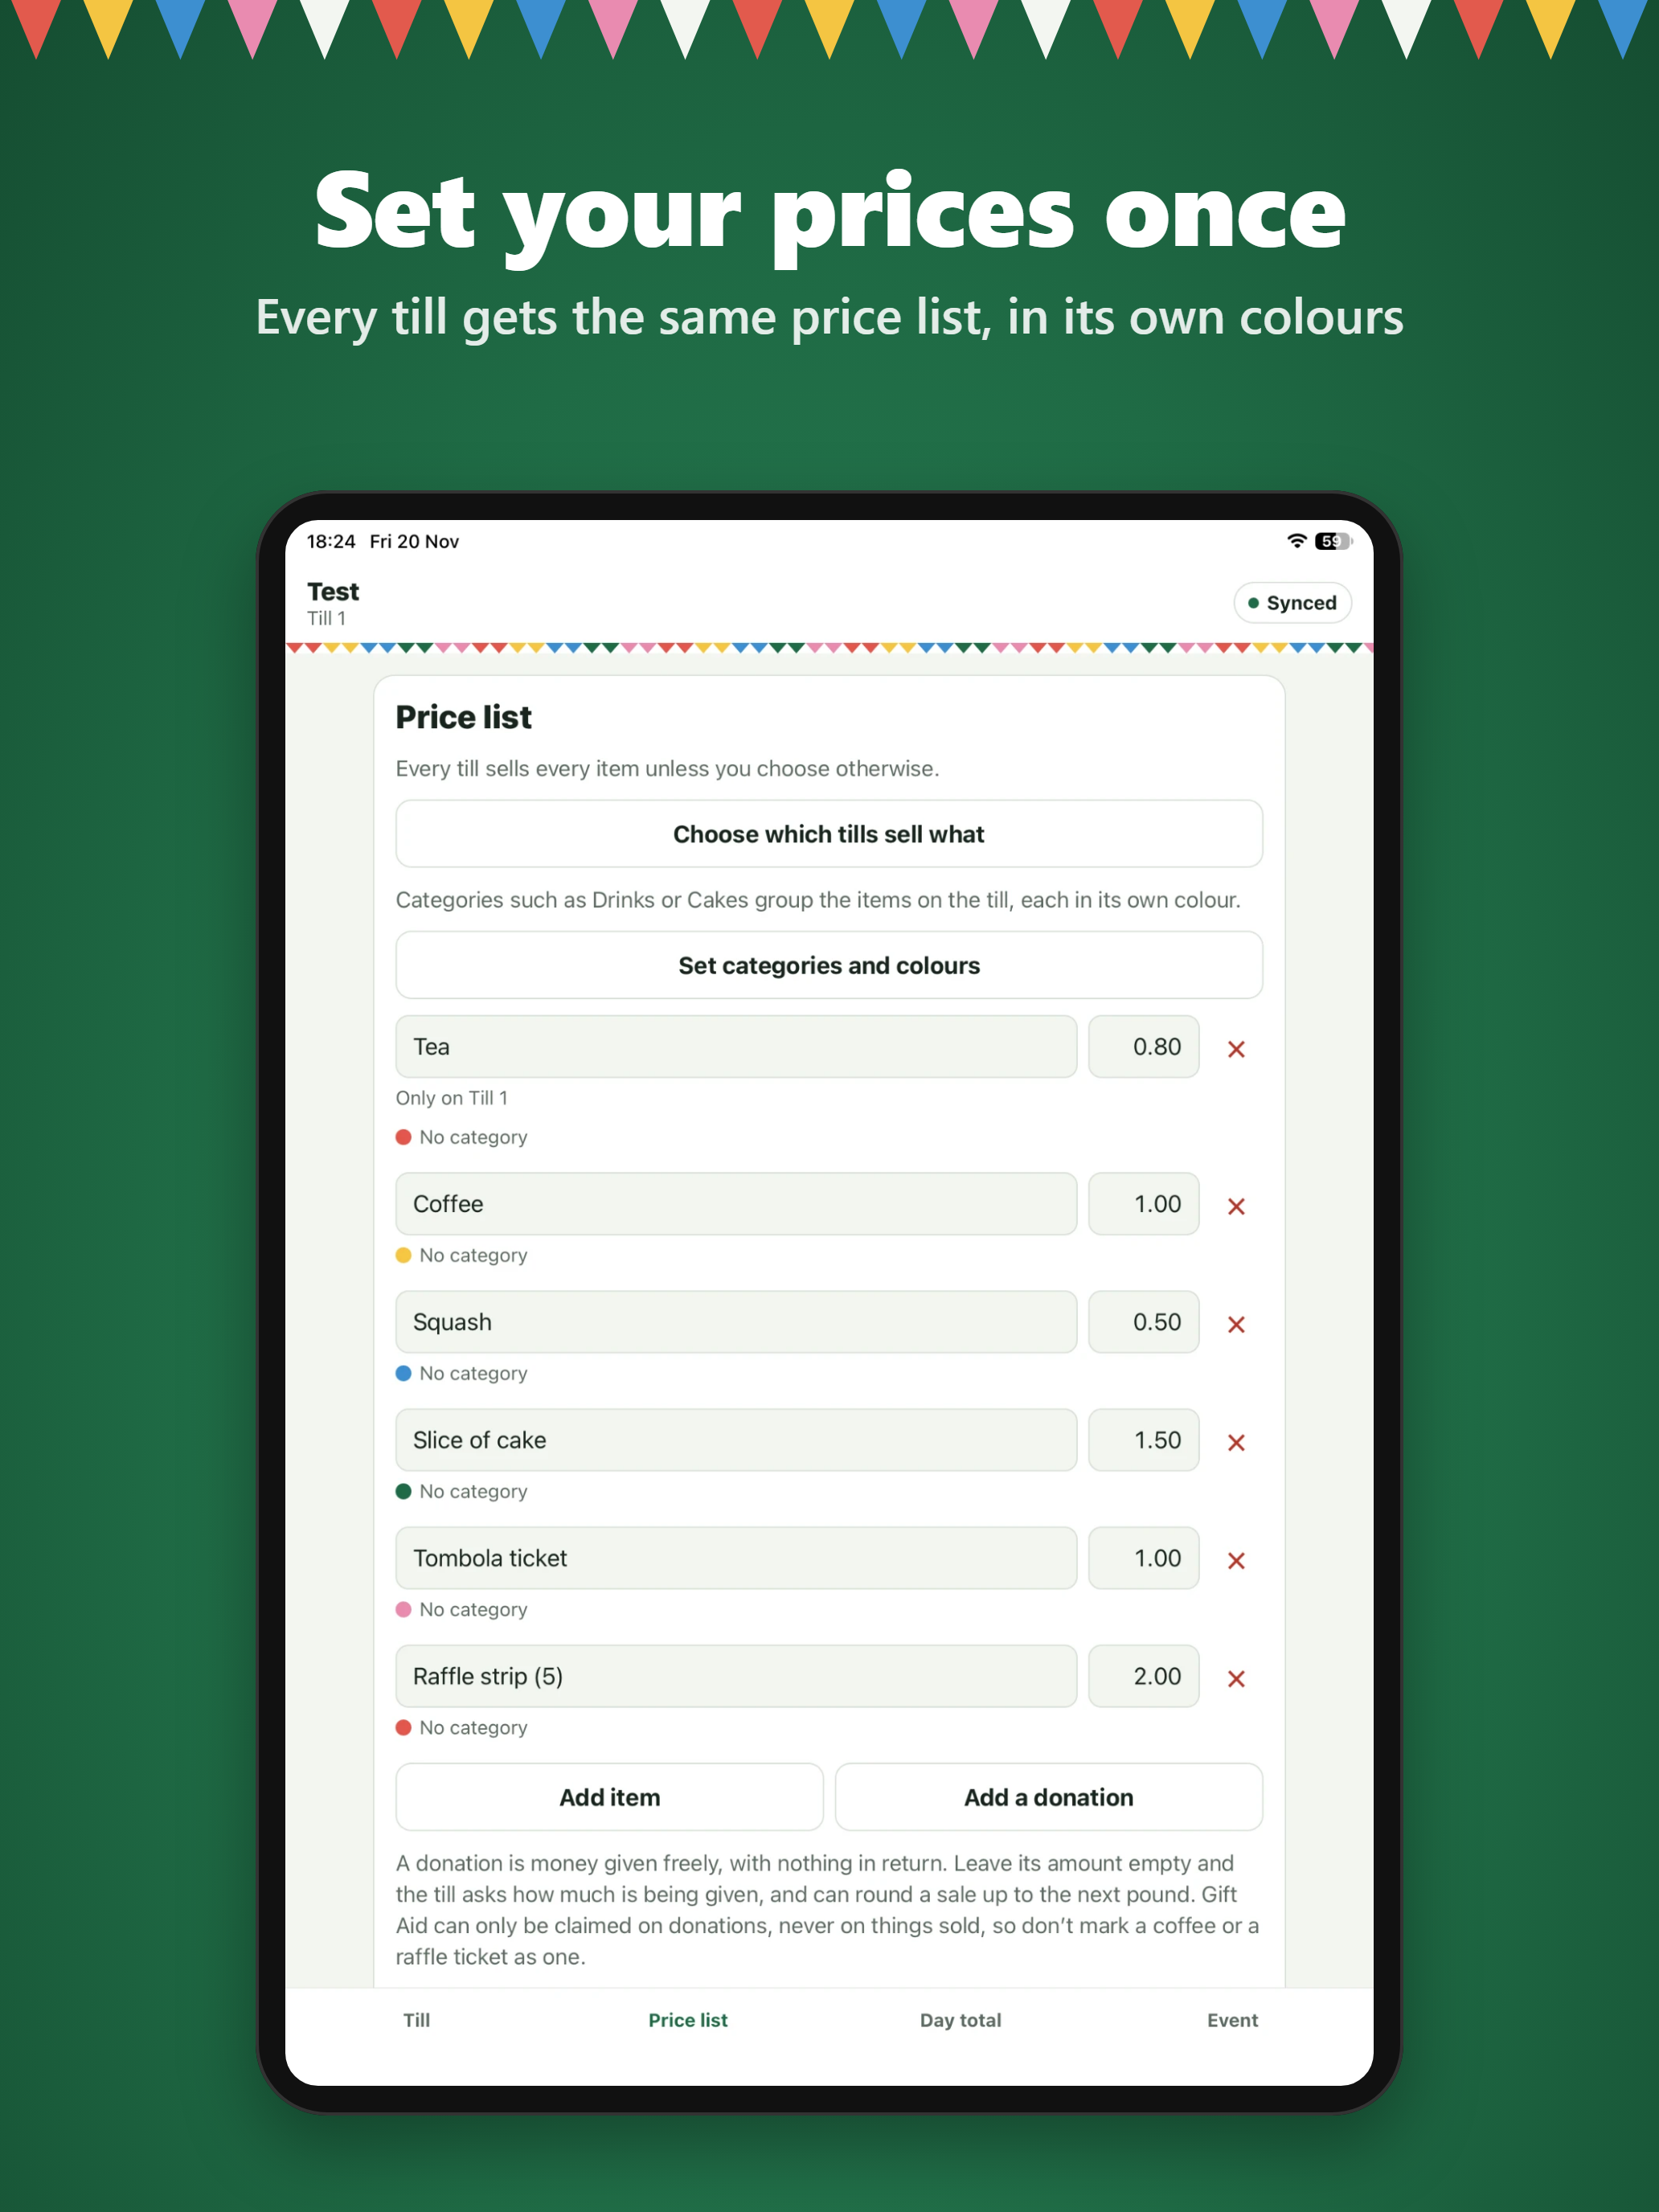 Set your prices once
Every till gets the same price list, in its own colours
18:24 Fri 20 Nov
59
Test
Till 1
Synced
Price list
Every till sells every item unless you choose otherwise.
Choose which tills sell what
Categories such as Drinks or Cakes group the items on the till, each in its own colour.
Set categories and colours
Tea 0.80 ×
Only on Till 1
No category
Coffee 1.00 ×
No category
Squash 0.50 ×
No category
Slice of cake 1.50 ×
No category
Tombola ticket 1.00 ×
No category
Raffle strip (5) 2.00 ×
No category
Add item Add a donation
A donation is money given freely, with nothing in return. Leave its amount empty and
the till asks how much is being given, and can round a sale up to the next pound. Gift
Aid can only be claimed on donations, never on things sold, so don’t mark a coffee or a
raffle ticket as one.
Till Price list Day total Event